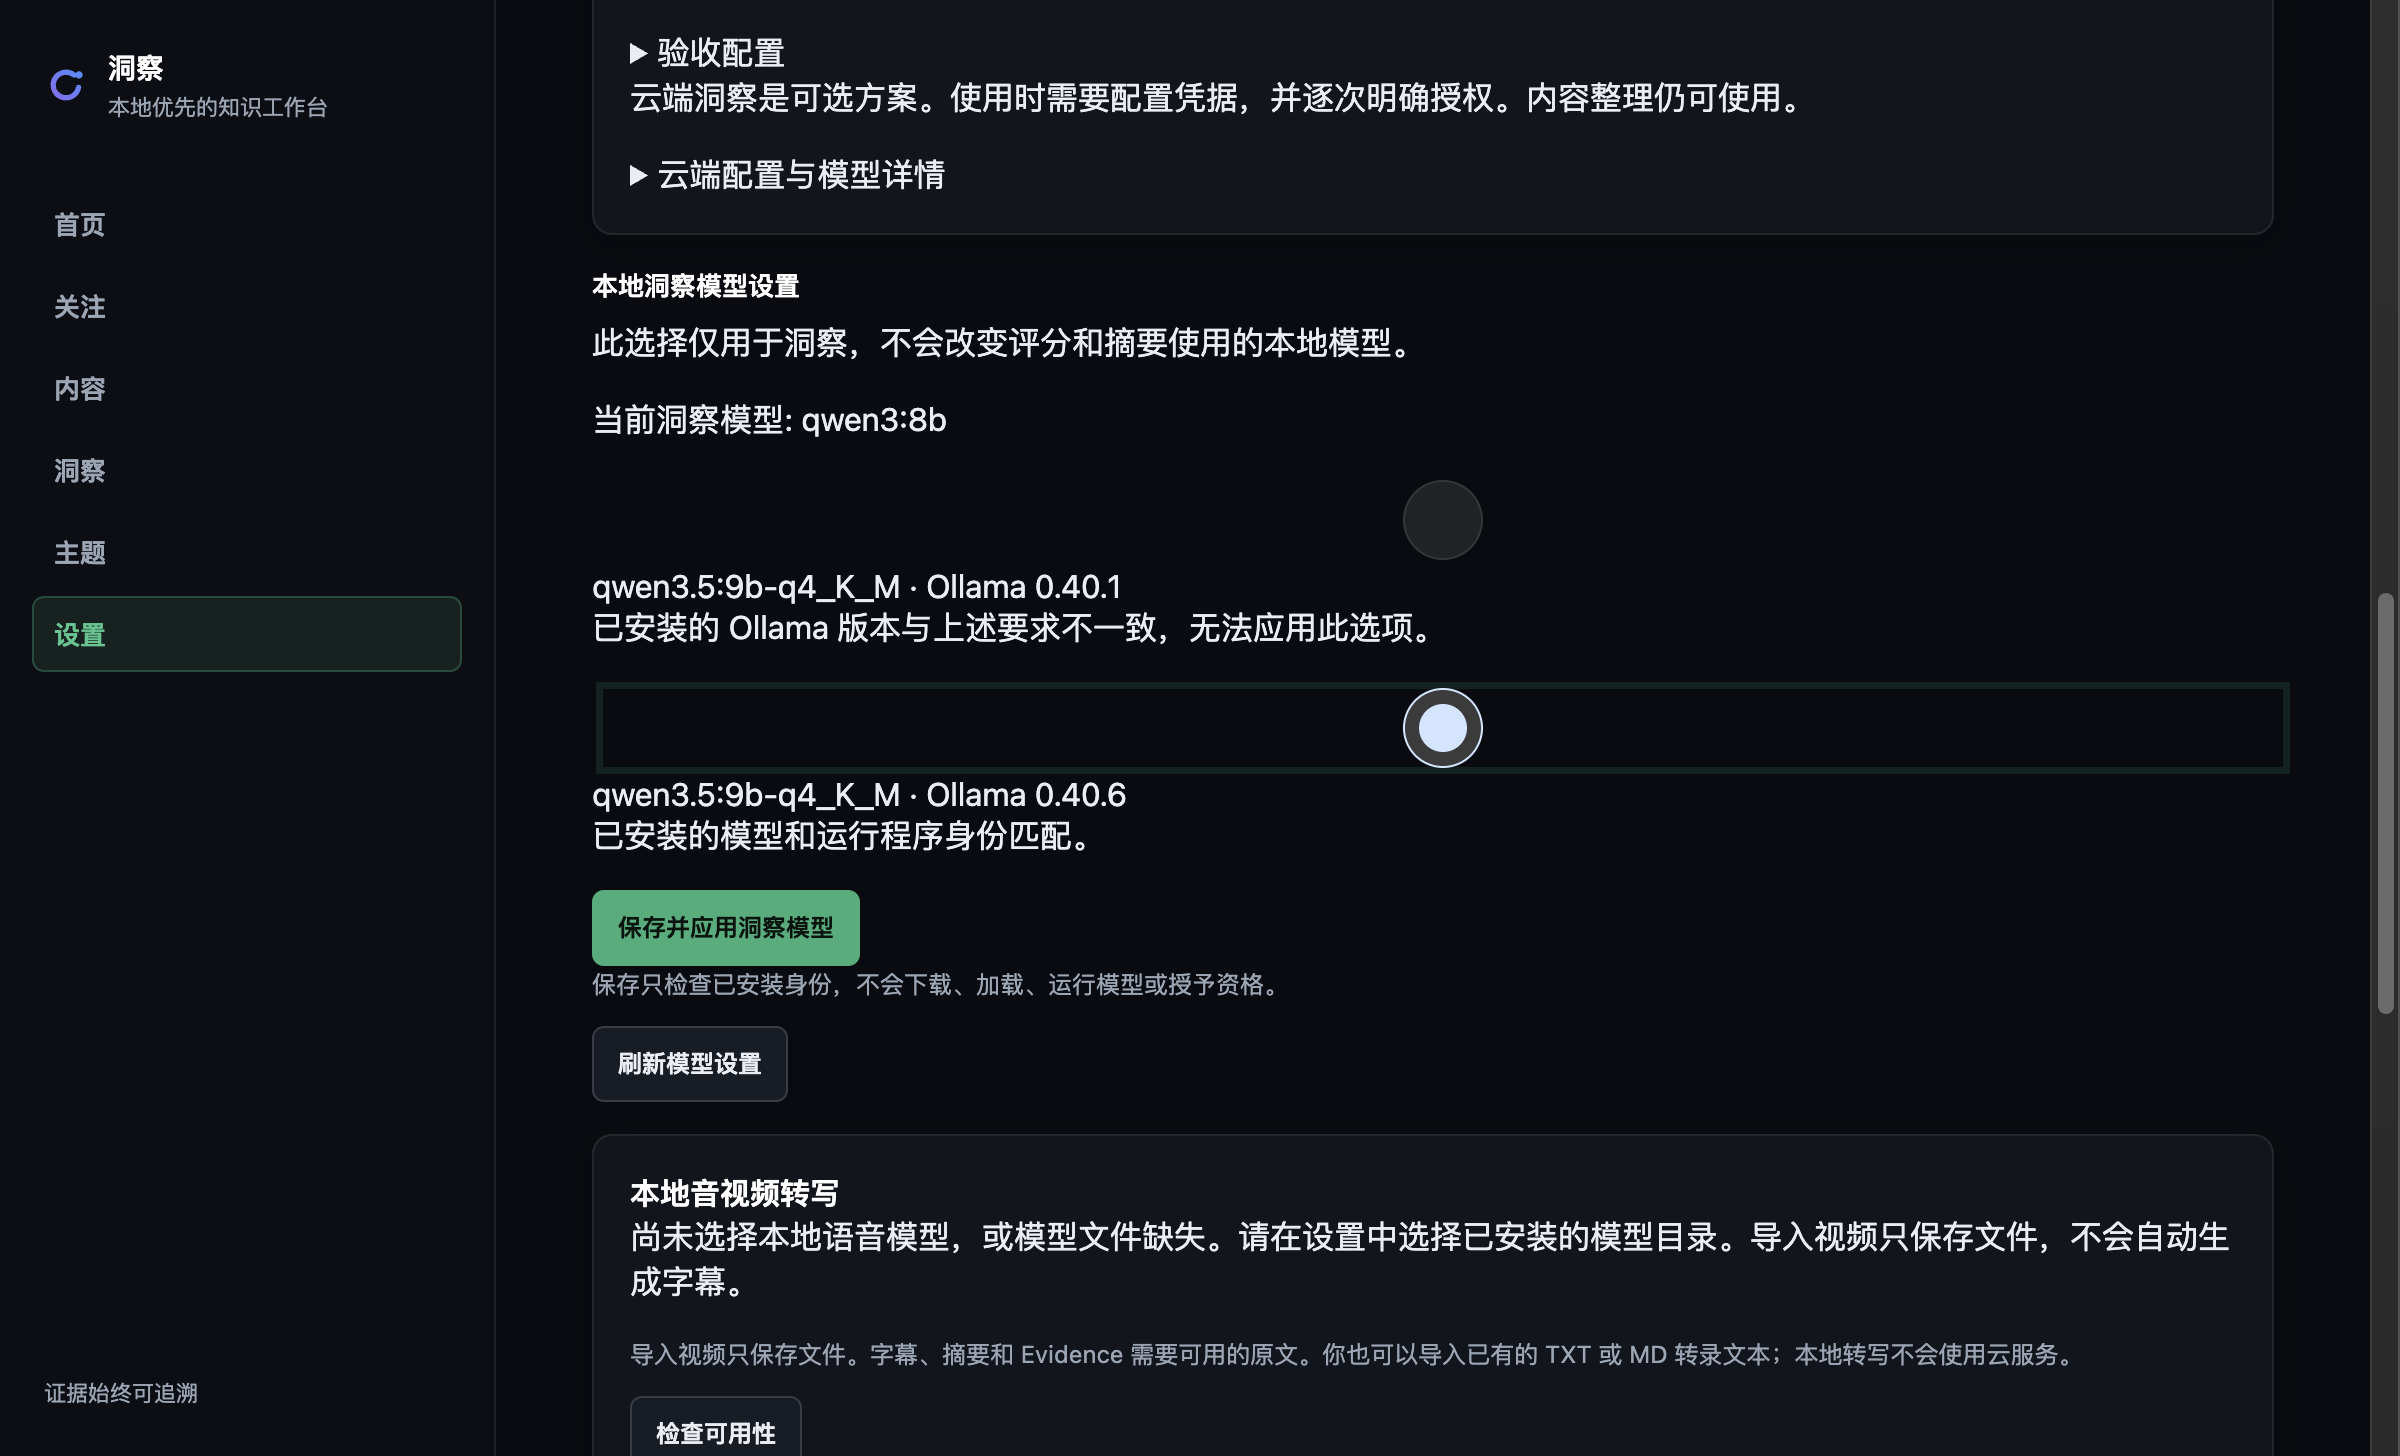 洞察
本地优先的知识工作台
首页
关注
内容
洞察
主题
设置
证据始终可追溯
验收配置
云端洞察是可选方案。使用时需要配置凭据，并逐次明确授权。内容整理仍可使用。
云端配置与模型详情
本地洞察模型设置
此选择仅用于洞察，不会改变评分和摘要使用的本地模型。
当前洞察模型: qwen3:8b
qwen3.5:9b-q4_K_M · Ollama 0.40.1
已安装的 Ollama 版本与上述要求不一致，无法应用此选项。
qwen3.5:9b-q4_K_M · Ollama 0.40.6
已安装的模型和运行程序身份匹配。
保存并应用洞察模型
保存只检查已安装身份，不会下载、加载、运行模型或授予资格。
刷新模型设置
本地音视频转写
尚未选择本地语音模型，或模型文件缺失。请在设置中选择已安装的模型目录。导入视频只保存文件，不会自动生
成字幕。
导入视频只保存文件。字幕、摘要和 Evidence 需要可用的原文。你也可以导入已有的 TXT 或 MD 转录文本；本地转写不会使用云服务。
检查可用性